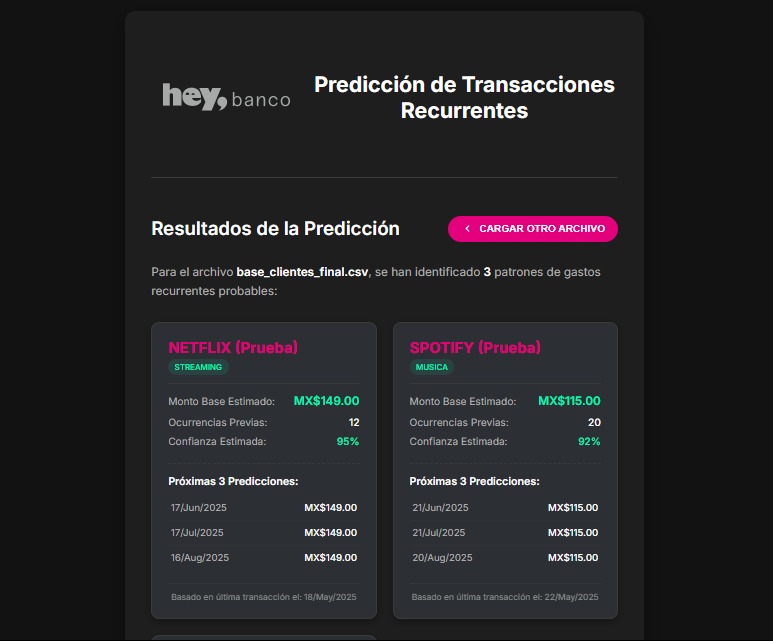 hey, banco
Predicción de Transacciones
Recurrentes
Resultados de la Predicción
CARGAR OTRO ARCHIVO
Para el archivo base_clientes_final.csv, se han identificado 3 patrones de gastos
recurrentes probables:
NETFLIX (Prueba)
STREAMING
Monto Base Estimado: MX$149.00
Ocurrencias Previas: 12
Confianza Estimada: 95%
Próximas 3 Predicciones:
17/Jun/2025 MX$149.00
17/Jul/2025 MX$149.00
16/Aug/2025 MX$149.00
Basado en última transacción el: 18/May/2025
SPOTIFY (Prueba)
MUSICA
Monto Base Estimado: MX$115.00
Ocurrencias Previas: 20
Confianza Estimada: 92%
Próximas 3 Predicciones:
21/Jun/2025 MX$115.00
21/Jul/2025 MX$115.00
20/Aug/2025 MX$115.00
Basado en última transacción el: 22/May/2025